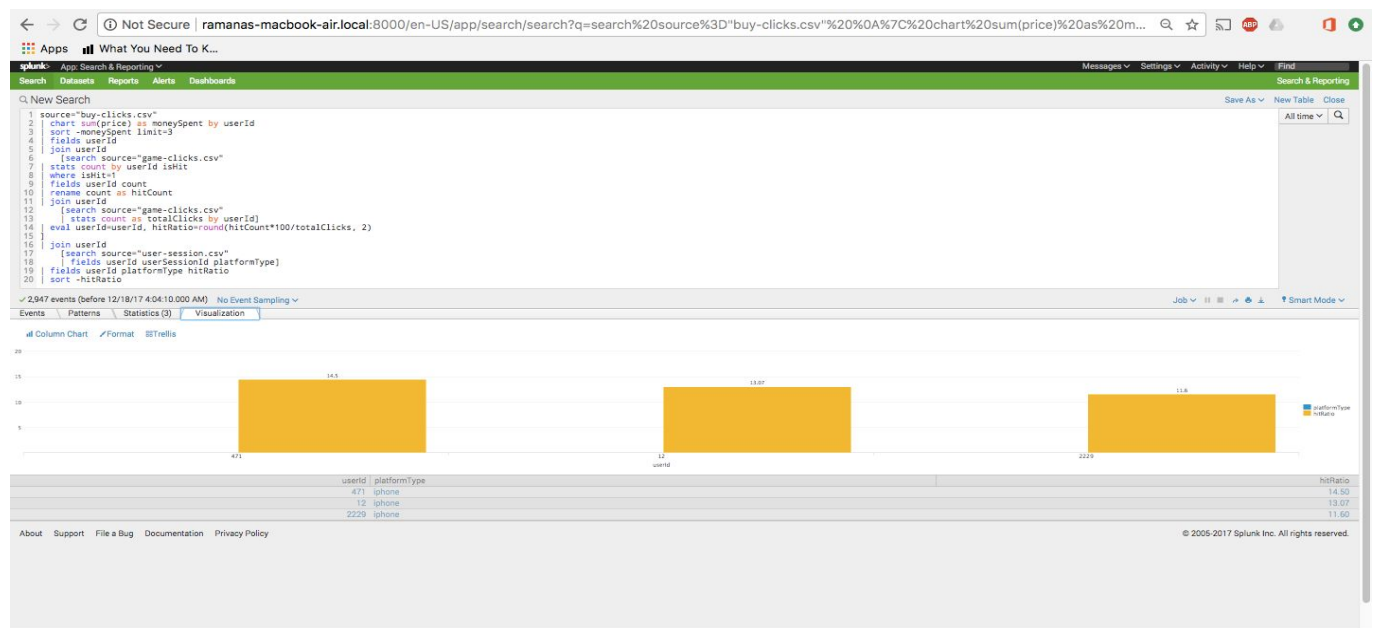 Not Secure | ramanas-macbook-air.local:8000/en-US/app/search/search?q=search%20source%3D"buy-clicks.csv"%20%0A%7C%20chart%20sum(price)%20as%20m... ABP
Apps What You Need To K...
splunk> App: Search & Reporting Messages Settings Activity Help Find
Search Datasets Reports Alerts Dashboards Search & Reporting
New Search Save As New Table Close
All time
1 source="buy-clicks.csv"
2 | chart sum(price) as moneySpent by userId
3 | sort -moneySpent limit=3
4 | fields userId
5 | join userId
6 [search source="game-clicks.csv"
7 | stats count by userId isHit
8 | where isHit=1
9 | fields userId count
10 | rename count as hitCount
11 | join userId
12 [search source="game-clicks.csv"
13 | stats count as totalClicks by userId]
14 | eval userId=userId, hitRatio=round(hitCount*100/totalClicks, 2)
15 ]
16 | join userId
17 [search source="user-session.csv"
18 | fields userId userSessionId platformType]
19 | fields userId platformType hitRatio
20 | sort -hitRatio
2,947 events (before 12/18/17 4:04:10.000 AM) No Event Sampling Job Smart Mode
Events Patterns Statistics (3) Visualization
Column Chart Format Trellis
20
15
10
5
14.5
13.07
11.6
platformType
hitRatio
471 12 2229
userId
userId platformType hitRatio
471 iphone 14.50
12 iphone 13.07
2229 iphone 11.60
About Support File a Bug Documentation Privacy Policy © 2005-2017 Splunk Inc. All rights reserved.